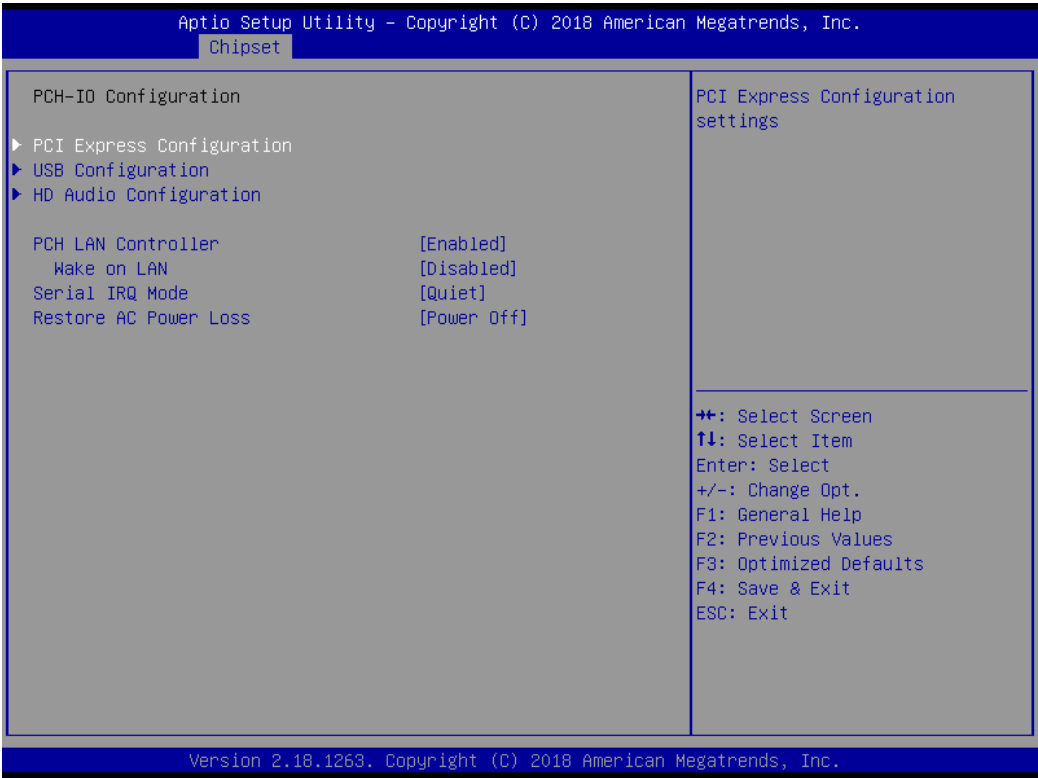 Aptio Setup Utility – Copyright (C) 2018 American Megatrends, Inc.
Chipset
PCH-IO Configuration
PCI Express Configuration
USB Configuration
HD Audio Configuration
PCH LAN Controller [Enabled]
Wake on LAN [Disabled]
Serial IRQ Mode [Quiet]
Restore AC Power Loss [Power Off]
PCI Express Configuration
settings
→←: Select Screen
↑↓: Select Item
Enter: Select
+/-: Change Opt.
F1: General Help
F2: Previous Values
F3: Optimized Defaults
F4: Save & Exit
ESC: Exit
Version 2.18.1263. Copyright (C) 2018 American Megatrends, Inc.